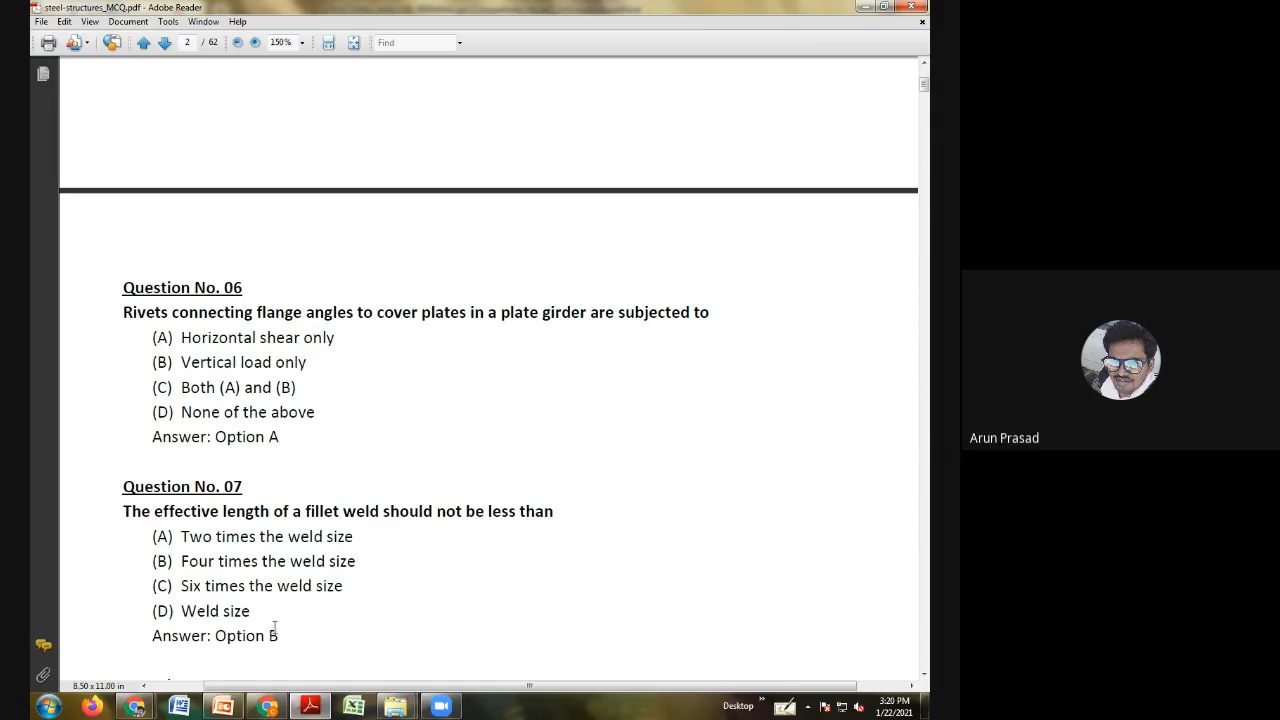 steel-structures_MCQ.pdf - Adobe Reader
File Edit View Document Tools Window Help
2 / 62 150% Find
Question No. 06
Rivets connecting flange angles to cover plates in a plate girder are subjected to
(A) Horizontal shear only
(B) Vertical load only
(C) Both (A) and (B)
(D) None of the above
Answer: Option A
Question No. 07
The effective length of a fillet weld should not be less than
(A) Two times the weld size
(B) Four times the weld size
(C) Six times the weld size
(D) Weld size
Answer: Option B
Arun Prasad
8.50 x 11.00 in
Desktop
3:20 PM
1/22/2021